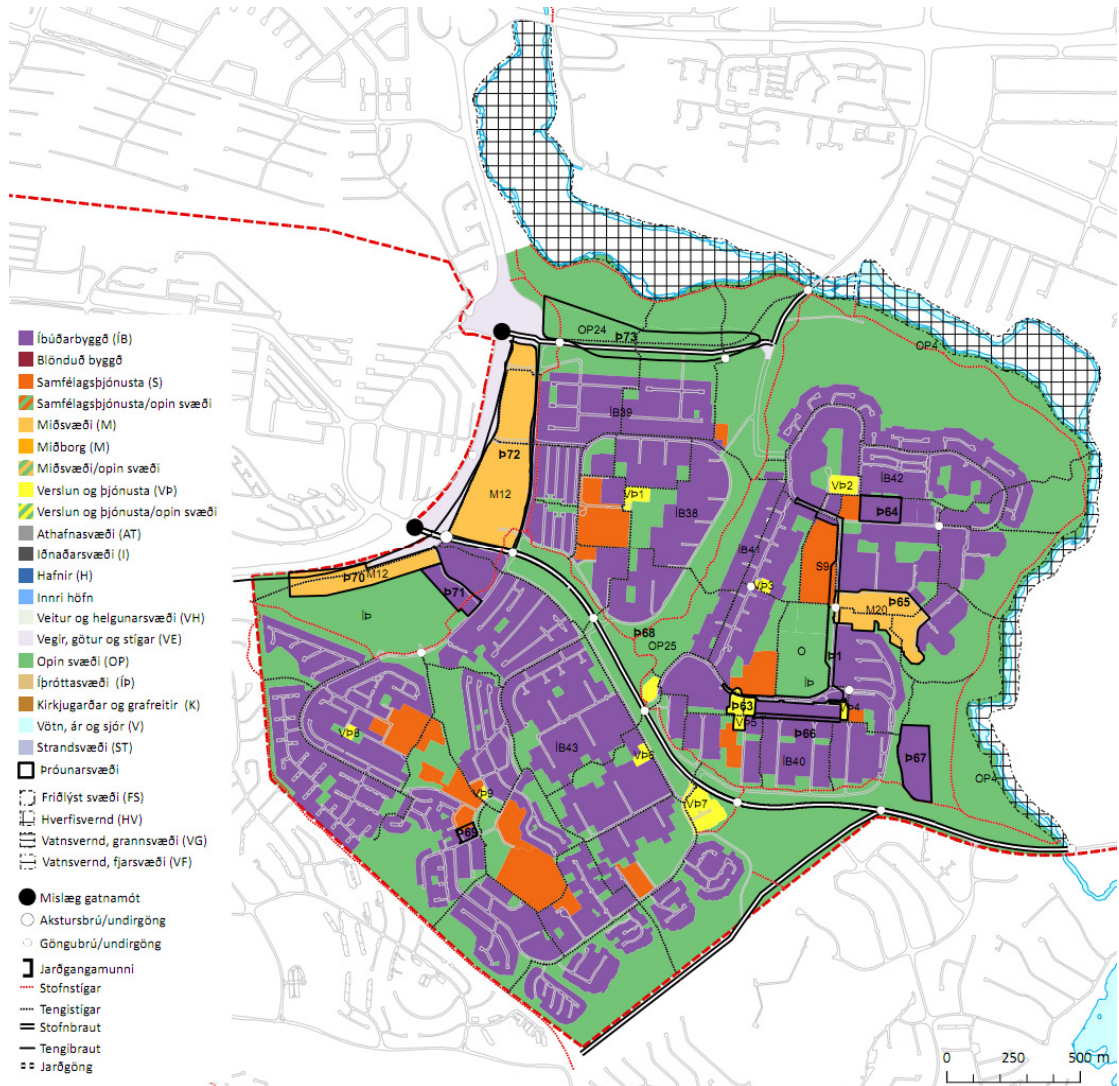 Íbúðarbyggð (ÍB)
Blönduð byggð
Samfélagsþjónusta (S)
Samfélagsþjónusta/opin svæði
Miðsvæði (M)
Miðborg (M)
Miðsvæði/opin svæði
Verslun og þjónusta (VÞ)
Verslun og þjónusta/opin svæði
Athafnasvæði (AT)
Iðnaðarsvæði (I)
Hafnir (H)
Innri höfn
Veitur og helgunarsvæði (VH)
Vegir, götur og stígar (VE)
Opin svæði (OP)
Íþróttasvæði (ÍÞ)
Kirkjugarðar og grafreitir (K)
Vötn, ár og sjór (V)
Strandsvæði (ST)
Þróunarsvæði
Friðlýst svæði (FS)
Hverfisvernd (HV)
Vatnsvernd, grannsvæði (VG)
Vatnsvernd, fjarsvæði (VF)
Mislæg gatnamót
Akstursbrú/undirgöng
Göngubrú/undirgöng
Jarðgangamunni
Stofnstígar
Tengistígar
Stofnbraut
Tengibraut
Jarðgöng
OP24
Þ73
OP4
ÍB39
Þ72
M12
VÞ1
ÍB38
VÞ2
ÍB42
Þ64
ÍB41
S9
VÞ3
Þ70
M12
Þ71
ÍÞ
M20
Þ65
Þ68
OP25
O
Þ1
ÍÞ
Þ63
VÞ4
VÞ5
Þ66
ÍB40
Þ67
OP4
VÞ8
ÍB43
VÞ6
VÞ9
VÞ7
Þ69
0 250 500 m